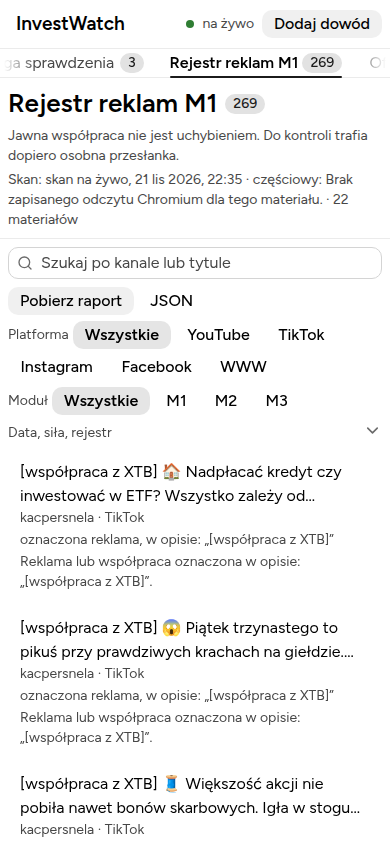 InvestWatch
na żywo
Dodaj dowód
ga sprawdzenia 3
Rejestr reklam M1 269
Rejestr reklam M1 269
Jawna współpraca nie jest uchybieniem. Do kontroli trafia
dopiero osobna przesłanka.
Skan: skan na żywo, 21 lis 2026, 22:35 · częściowy: Brak
zapisanego odczytu Chromium dla tego materiału. · 22
materiałów
Szukaj po kanale lub tytule
Pobierz raport JSON
Platforma Wszystkie YouTube TikTok
Instagram Facebook WWW
Moduł Wszystkie M1 M2 M3
Data, siła, rejestr
[współpraca z XTB] 🏠 Nadpłacać kredyt czy
inwestować w ETF? Wszystko zależy od...
kacpersnela · TikTok
oznaczona reklama, w opisie: „[współpraca z XTB]”
Reklama lub współpraca oznaczona w opisie:
„[współpraca z XTB]”.
[współpraca z XTB] 😱 Piątek trzynastego to
pikuś przy prawdziwych krachach na giełdzie....
kacpersnela · TikTok
oznaczona reklama, w opisie: „[współpraca z XTB]”
Reklama lub współpraca oznaczona w opisie:
„[współpraca z XTB]”.
[współpraca z XTB] 🧵 Większość akcji nie
pobiła nawet bonów skarbowych. Igła w stogu...
kacpersnela · TikTok